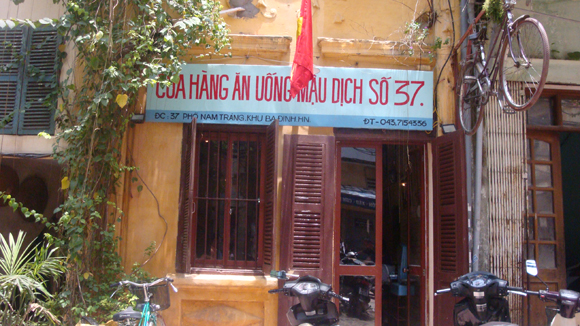 CỬA HÀNG ĂN UỐNG MẬU DỊCH SỐ 37.
ĐC: 37 PHỐ NAM TRÀNG, KHU BA ĐÌNH HN. ĐT - 043.7154336